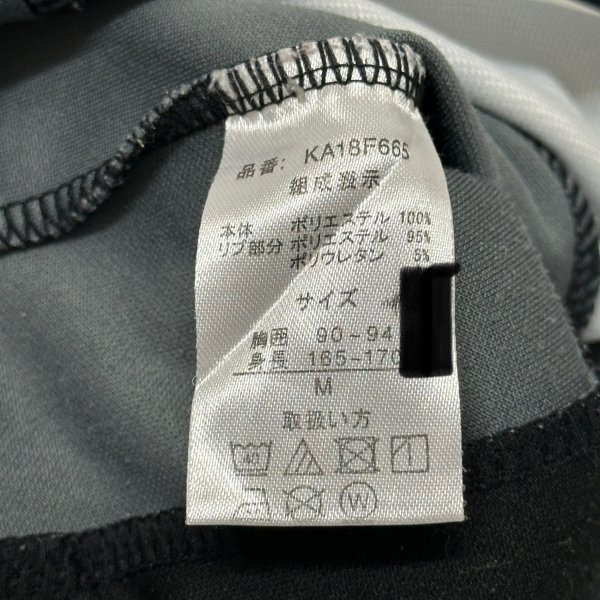 品番: KA18F665
組成表示
本体 ポリエステル 100%
リブ部分 ポリエステル 95%
ポリウレタン 5%
サイズ
胸囲 90~94
身長 165-170
M
取扱い方
40
W